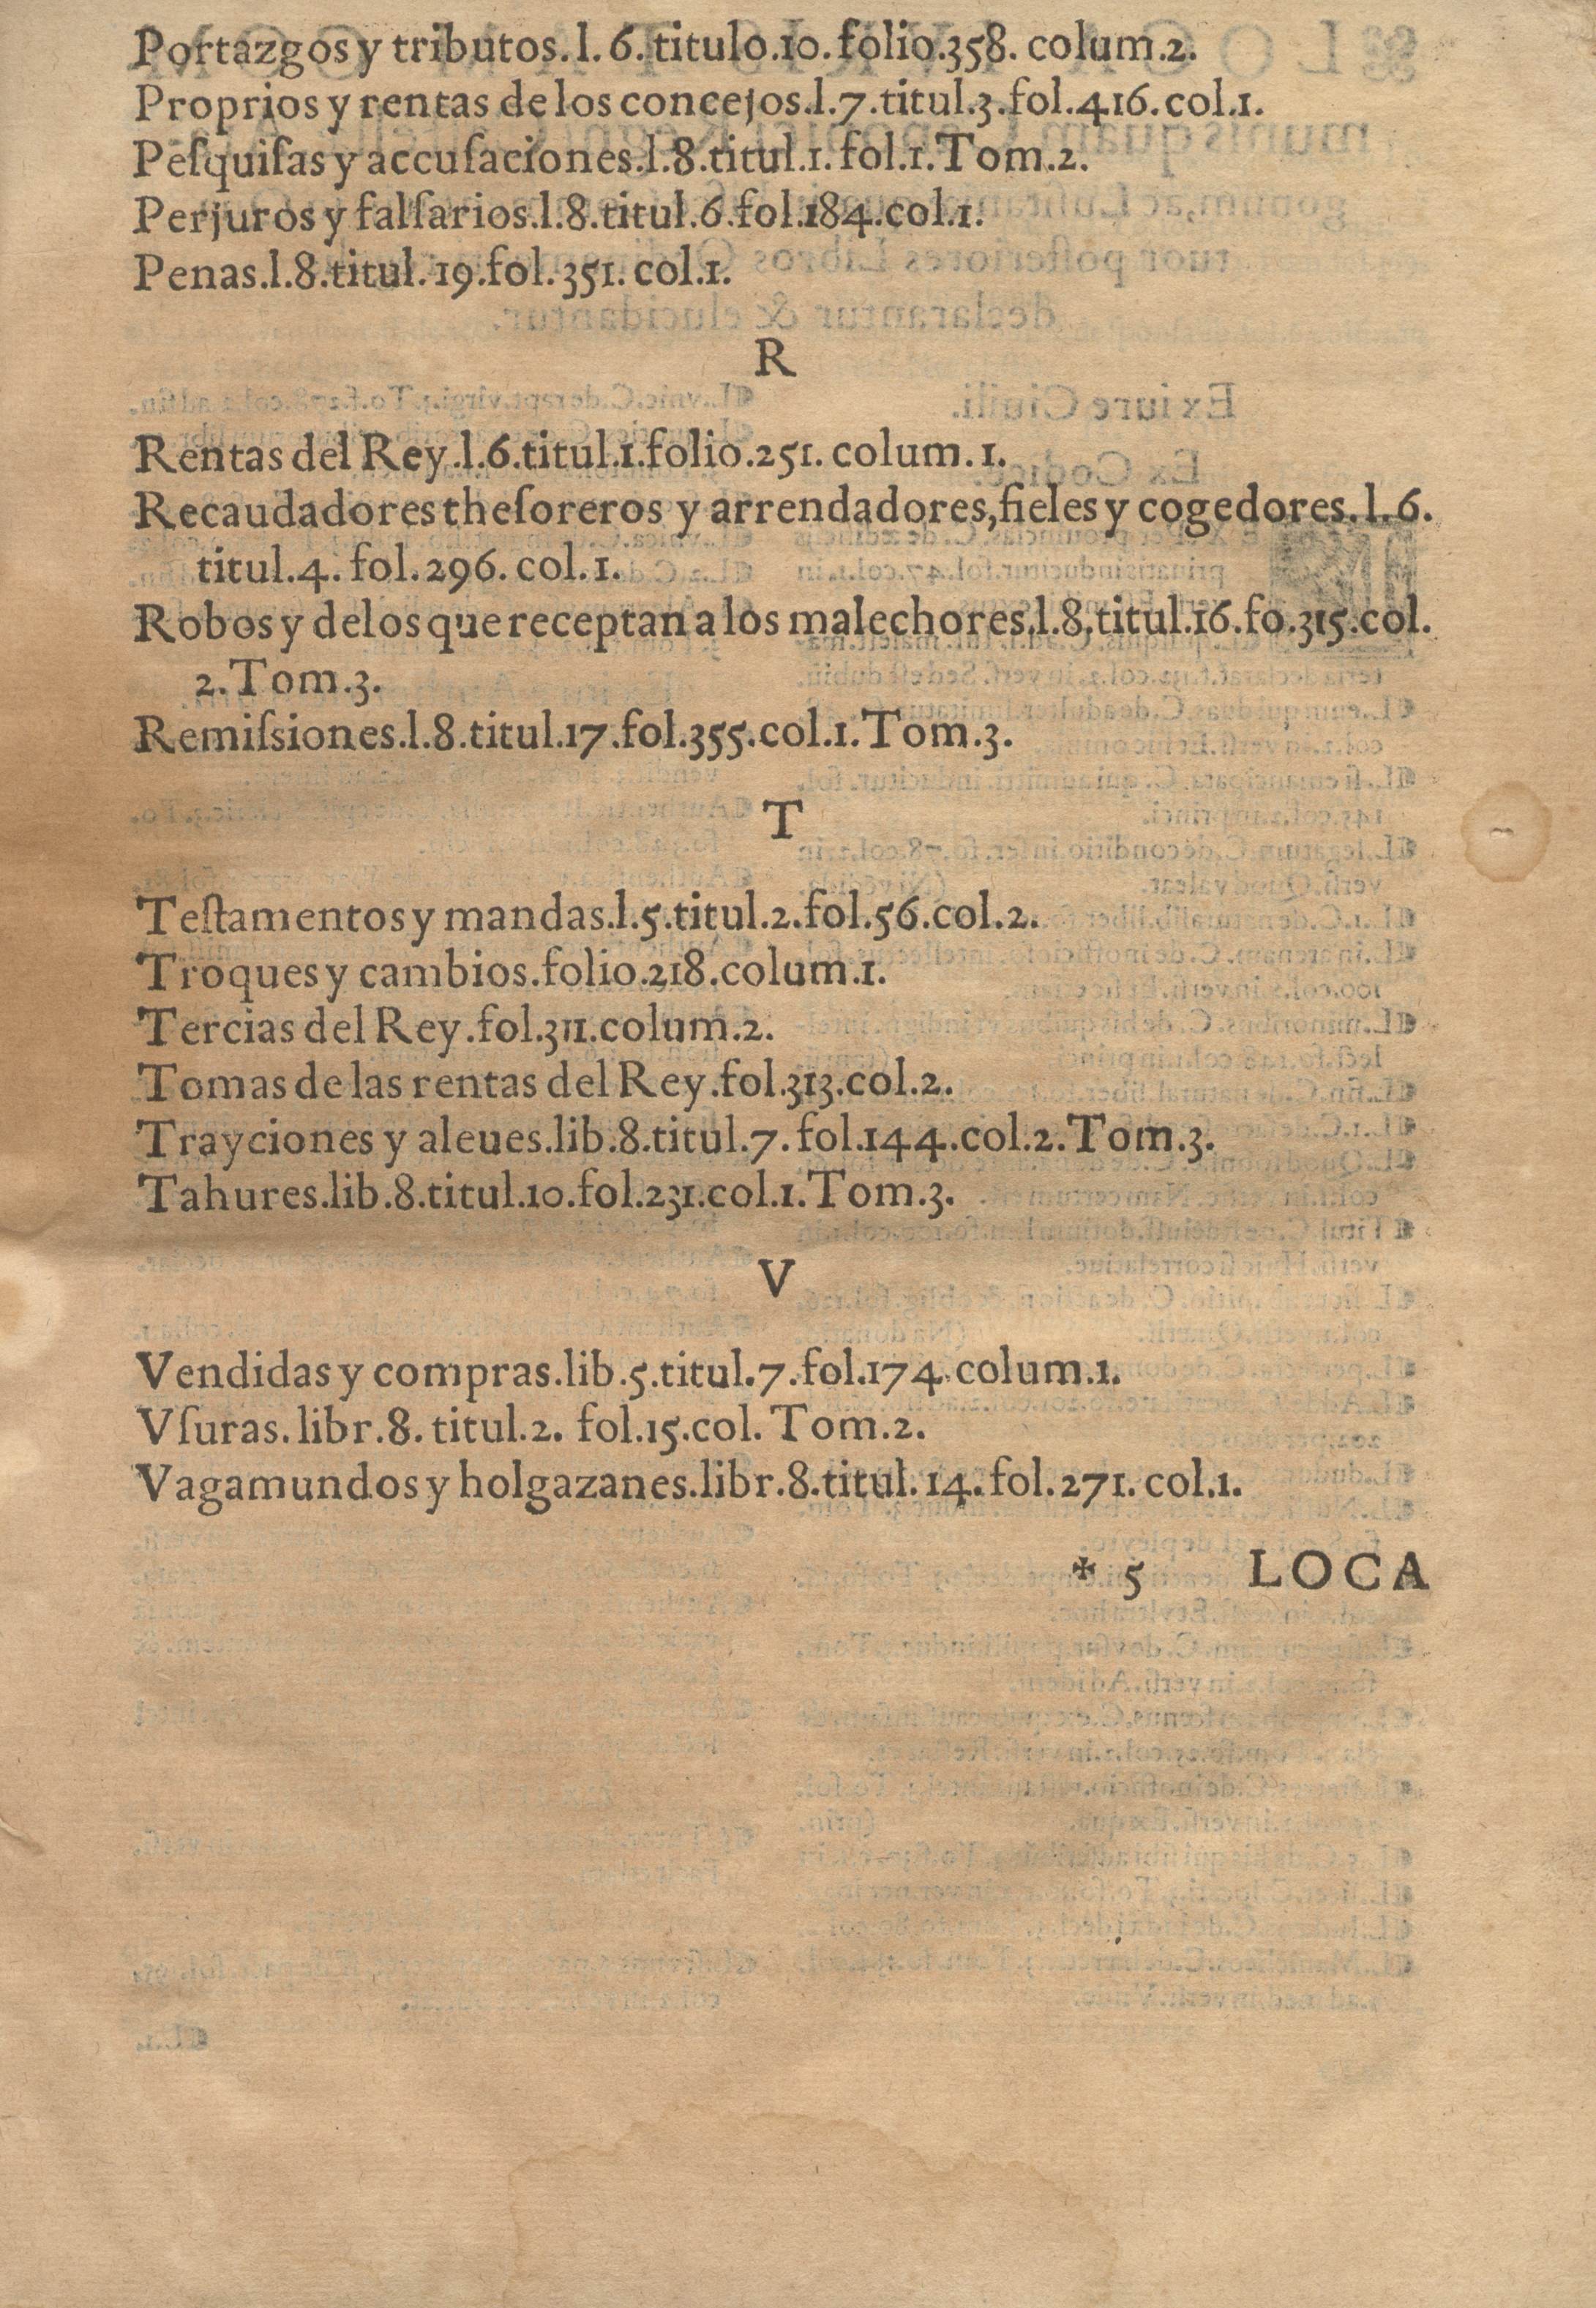 Portazgos y tributos. l. 6. titulo.10. folio.358. colum.2.
Proprios y rentas de los concejos.l.7.titul.3.fol.416.col.1.
Peſquiſas y accuſaciones.l.8.titul.1.fol.1.Tom.2.
Perjuros y falſarios.l.8.titul.6.fol.184.col.1.
Penas.l.8.titul.19.fol.351. col.1.
R
Rentas del Rey.l.6.titul.1.folio.251. colum.1.
Recaudadores theſoreros y arrendadores,fieles y cogedores.l.6.
titul.4. fol.296. col.1.
Robos y delos que receptan a los malechores.l.8.titul.16.fo.315.col.
2.Tom.3.
Remiſsiones.l.8.titul.17.fol.355.col.1.Tom.3.
T
Teſtamentos y mandas.l.5.titul.2.fol.56.col.2.
Troques y cambios.folio.218.colum.1.
Tercias del Rey.fol.311.colum.2.
Tomas de las rentas del Rey.fol.313.col.2.
Trayciones y aleues.lib.8.titul.7.fol.144.col.2.Tom.3.
Tahures.lib.8.titul.10.fol.231.col.1.Tom.3.
V
Vendidas y compras.lib.5.titul.7.fol.174.colum.1.
Vſuras.libr.8. titul.2. fol.15.col. Tom.2.
Vagamundos y holgazanes.libr.8.titul.14.fol.271. col.1.
✠ 5 LOCA